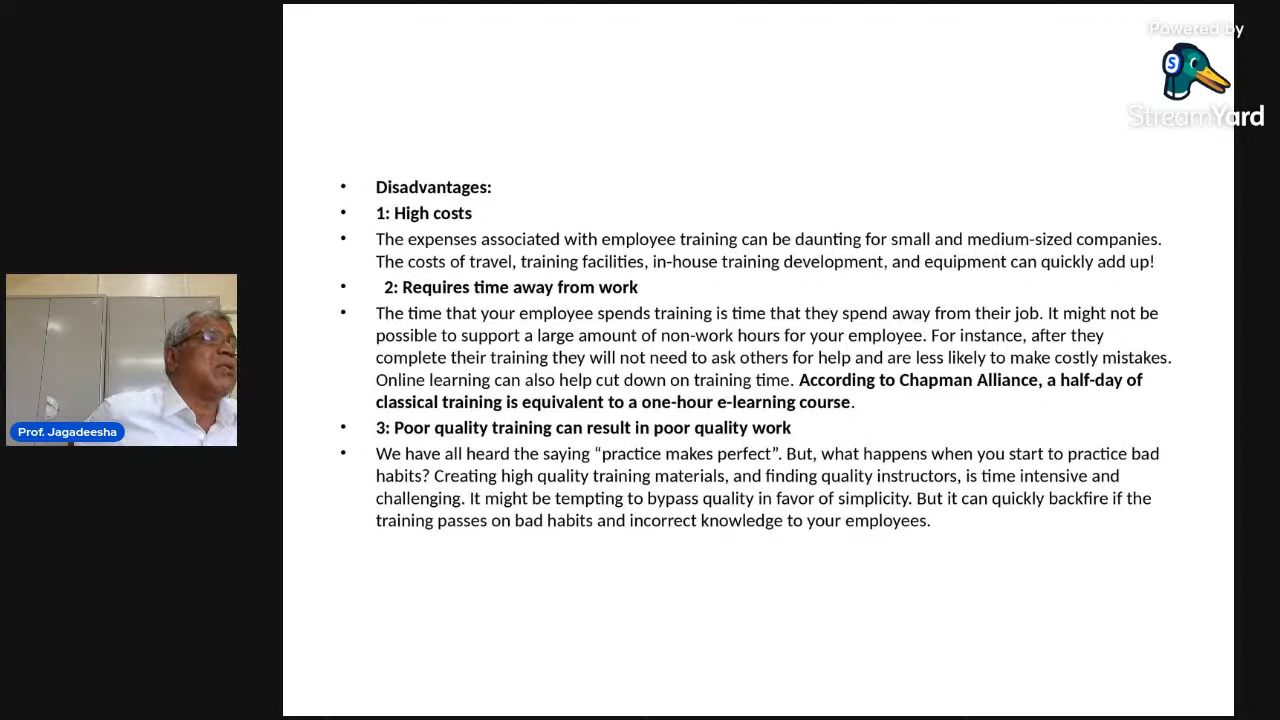 Powered by
S
StreamYard
• Disadvantages:
• 1: High costs
• The expenses associated with employee training can be daunting for small and medium-sized companies.
The costs of travel, training facilities, in-house training development, and equipment can quickly add up!
• 2: Requires time away from work
• The time that your employee spends training is time that they spend away from their job. It might not be
possible to support a large amount of non-work hours for your employee. For instance, after they
complete their training they will not need to ask others for help and are less likely to make costly mistakes.
Online learning can also help cut down on training time. According to Chapman Alliance, a half-day of
classical training is equivalent to a one-hour e-learning course.
• 3: Poor quality training can result in poor quality work
• We have all heard the saying “practice makes perfect”. But, what happens when you start to practice bad
habits? Creating high quality training materials, and finding quality instructors, is time intensive and
challenging. It might be tempting to bypass quality in favor of simplicity. But it can quickly backfire if the
training passes on bad habits and incorrect knowledge to your employees.
Prof. Jagadeesha